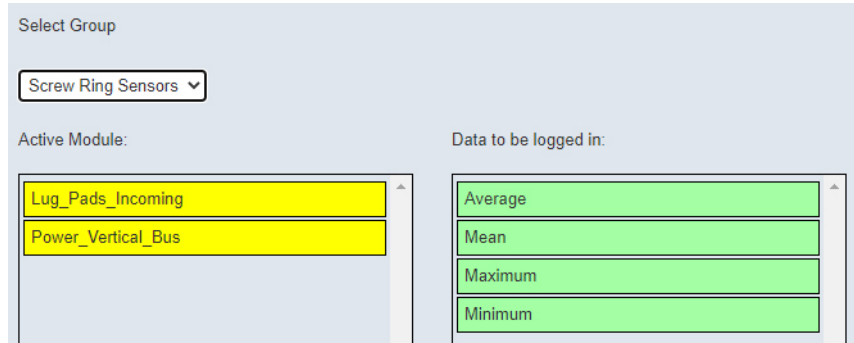 Select Group
Screw Ring Sensors
Active Module:
Data to be logged in:
Lug_Pads_Incoming
Power_Vertical_Bus
Average
Mean
Maximum
Minimum